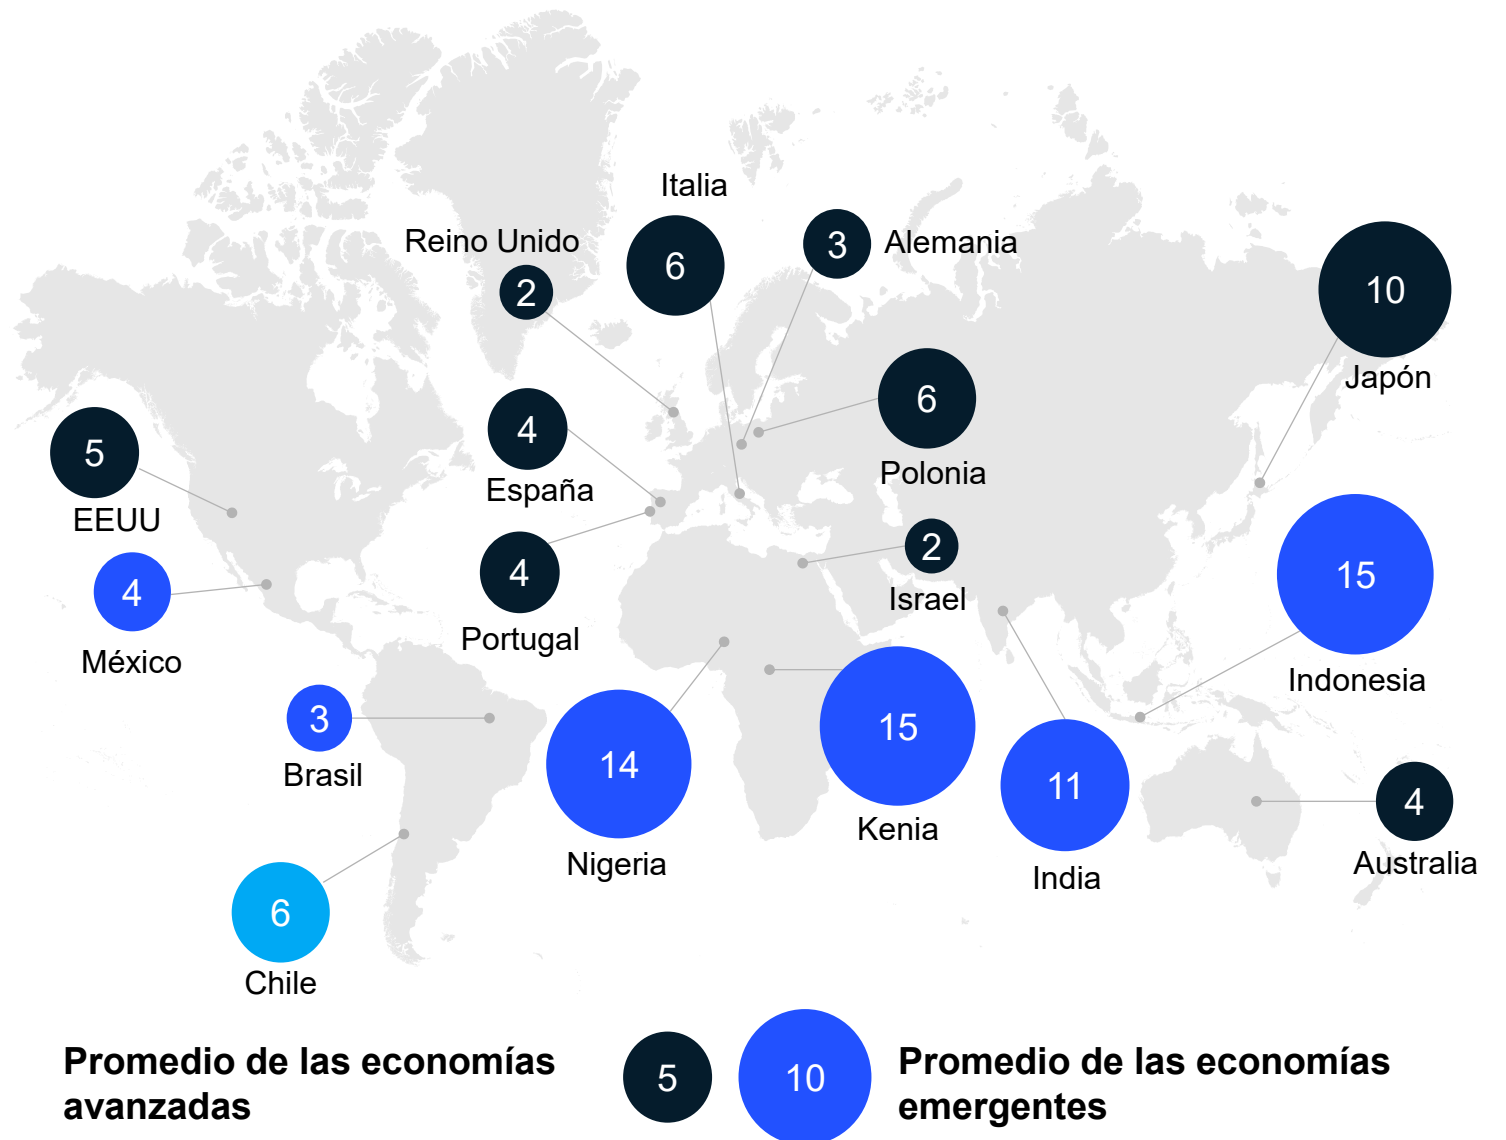 Italia
6
Reino Unido
2
3
Alemania
10
Japón
6
Polonia
4
España
5
EEUU
4
México
4
Portugal
2
Israel
15
Indonesia
3
Brasil
14
Nigeria
15
Kenia
11
India
4
Australia
6
Chile
Promedio de las economías
avanzadas
5
10
Promedio de las economías
emergentes